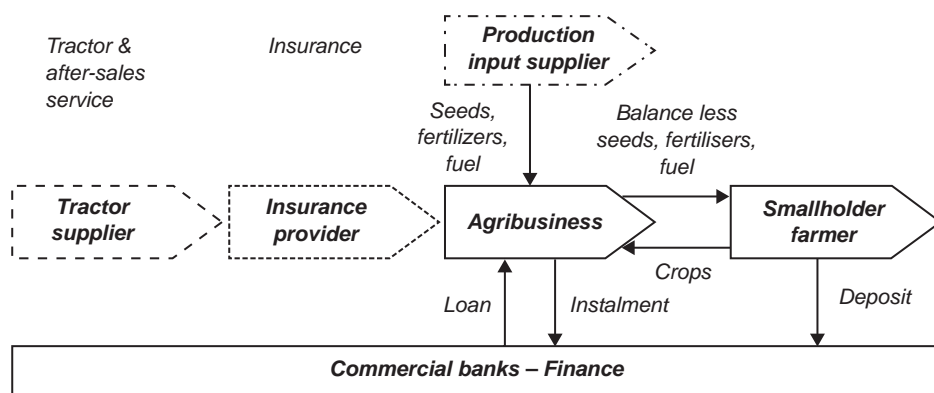 Tractor &
after-sales
service
Insurance
Production
input supplier
Seeds,
fertilizers,
fuel
Balance less
seeds, fertilisers,
fuel
Tractor
supplier
Insurance
provider
Agribusiness
Smallholder
farmer
Crops
Loan
Instalment
Deposit
Commercial banks – Finance